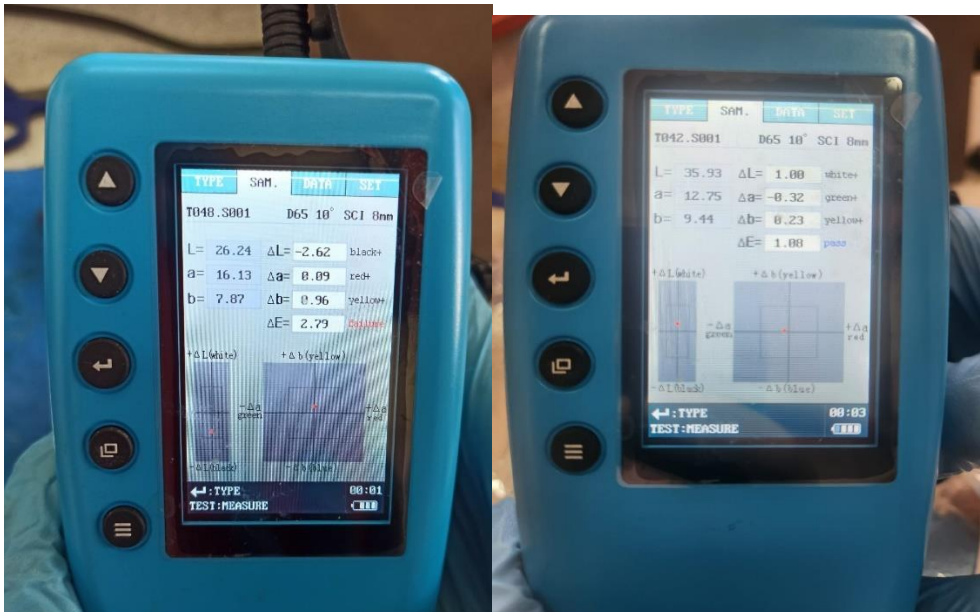 TYPE SAM. DATA SET
T048.S001 D65 10° SCI 8mm
L= 26.24 ΔL= -2.62 black+
a= 16.13 Δa= 0.09 red+
b= 7.87 Δb= 0.96 yellow+
ΔE= 2.79 failure
+ΔL(white) +Δb(yellow)
-Δa +Δa
green red
-ΔL(black) -Δb(blue)
↵:TYPE 00:01
TEST:MEASURE
TYPE SAM. DATA SET
T042.S001 D65 10° SCI 8mm
L= 35.93 ΔL= 1.00 white+
a= 12.75 Δa= -0.32 green+
b= 9.44 Δb= 0.23 yellow+
ΔE= 1.08 pass
+ΔL(white) +Δb(yellow)
-Δa +Δa
green red
-ΔL(black) -Δb(blue)
↵:TYPE 00:03
TEST:MEASURE